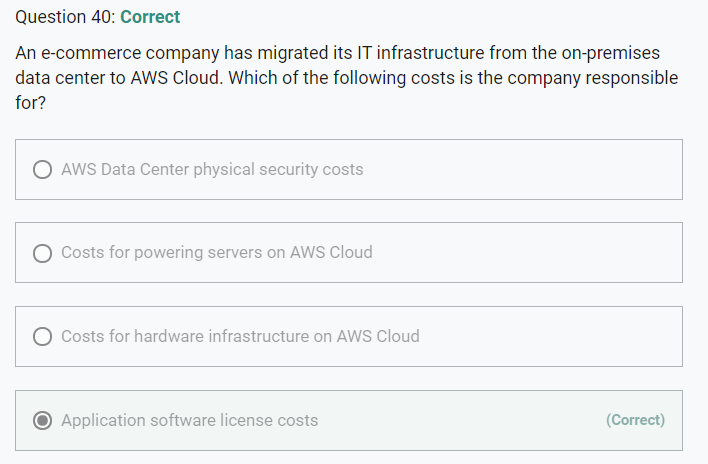 Question 40: Correct
An e-commerce company has migrated its IT infrastructure from the on-premises
data center to AWS Cloud. Which of the following costs is the company responsible
for?
AWS Data Center physical security costs
Costs for powering servers on AWS Cloud
Costs for hardware infrastructure on AWS Cloud
Application software license costs (Correct)